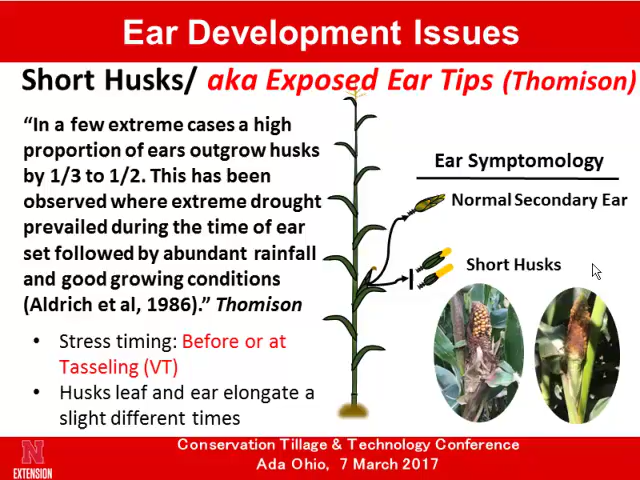 Ear Development Issues
Short Husks/ aka Exposed Ear Tips (Thomison)
“In a few extreme cases a high
proportion of ears outgrow husks
by 1/3 to 1/2. This has been
observed where extreme drought
prevailed during the time of ear
set followed by abundant rainfall
and good growing conditions
(Aldrich et al, 1986).” Thomison
• Stress timing: Before or at
Tasseling (VT)
• Husks leaf and ear elongate a
slight different times
Ear Symptomology
Normal Secondary Ear
Short Husks
N
EXTENSION
Conservation Tillage & Technology Conference
Ada Ohio, 7 March 2017